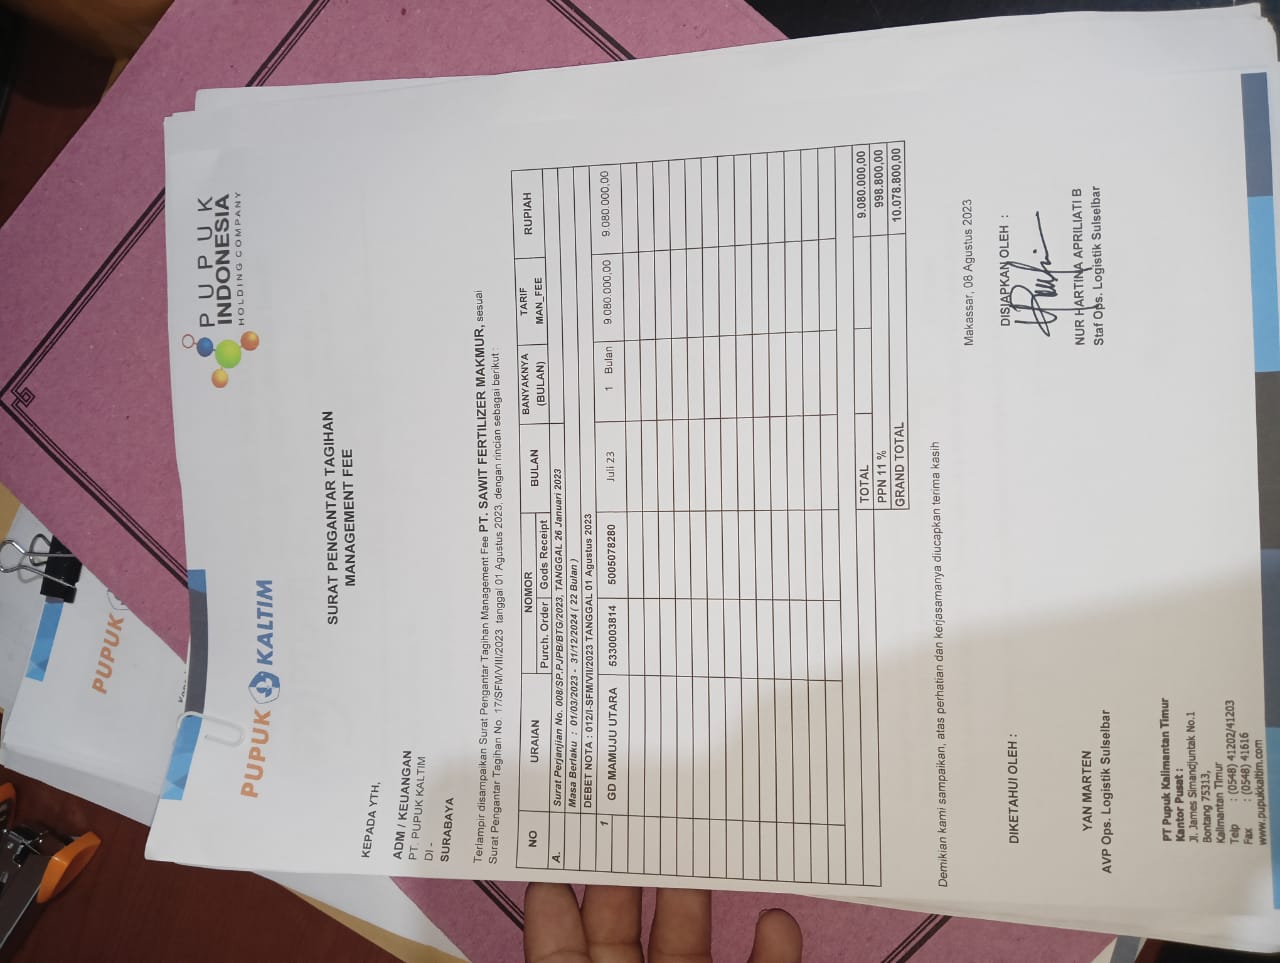 PUPUK KALTIM
PUPUK
INDONESIA
HOLDING COMPANY
SURAT PENGANTAR TAGIHAN
MANAGEMENT FEE
KEPADA YTH,
ADM / KEUANGAN
PT. PUPUK KALTIM
DI -
SURABAYA
Terlampir disampaikan Surat Pengantar Tagihan Management Fee PT. SAWIT FERTILIZER MAKMUR, sesuai
Surat Pengantar Tagihan No. 17/SFM/VIII/2023 tanggal 01 Agustus 2023, dengan rincian sebagai berikut :
NO URAIAN NOMOR BULAN BANYAKNYA (BULAN) TARIF MAN_FEE RUPIAH
Purch. Order Gods Receipt
A. Surat Perjanjian No. 008/SP.PJPB/BTG/2023, TANGGAL 26 Januari 2023
Masa Berlaku : 01/03/2023 - 31/12/2024 ( 22 Bulan )
DEBET NOTA : 012/I-SFM/VII/2023 TANGGAL 01 Agustus 2023
1 GD MAMUJU UTARA 5330003814 5005078280 Juli 23 1 Bulan 9.080.000,00 9.080.000,00
TOTAL 9.080.000,00
PPN 11 % 998.800,00
GRAND TOTAL 10.078.800,00
Demikian kami sampaikan, atas perhatian dan kerjasamanya diucapkan terima kasih
Makassar, 08 Agustus 2023
DIKETAHUI OLEH :
DISIAPKAN OLEH :
YAN MARTEN
AVP Ops. Logistik Sulselbar
NUR HARTINA APRILIATI B
Staf Ops. Logistik Sulselbar
PT Pupuk Kalimantan Timur
Kantor Pusat :
Jl. James Simandjuntak No.1
Bontang 75313,
Kalimantan Timur
Telp : (0548) 41202/41203
Fax : (0548) 41616
www.pupukkaltim.com
PUPUK